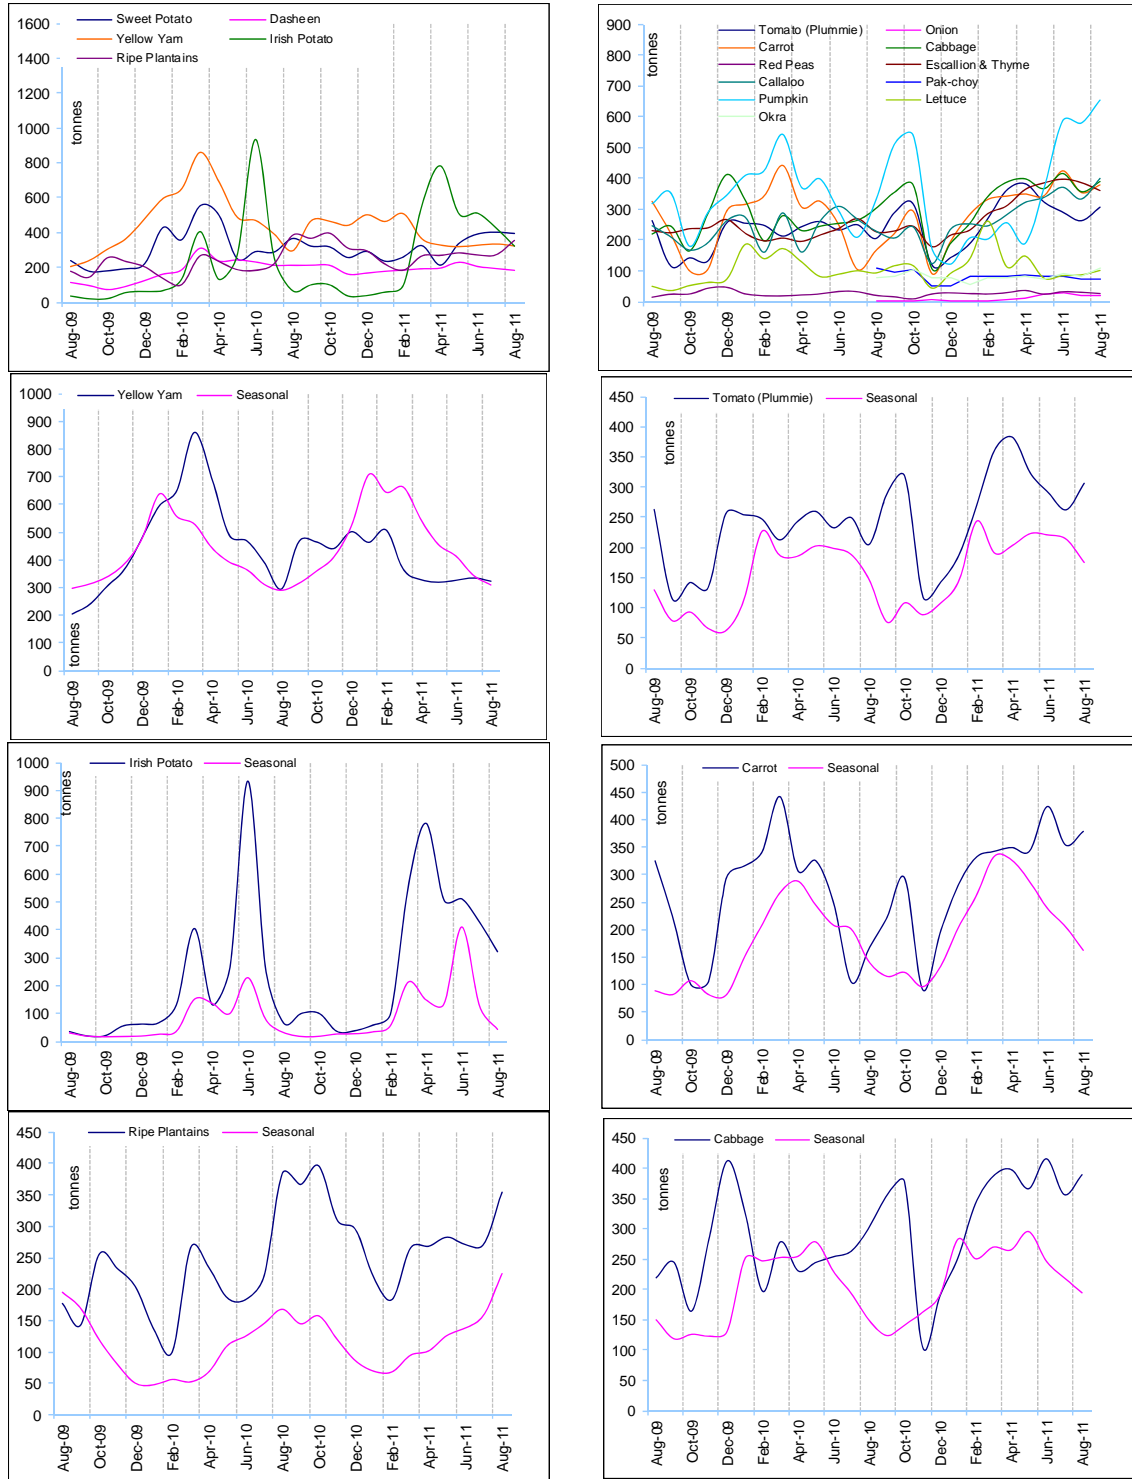 Sweet Potato Dasheen
Yellow Yam Irish Potato
Ripe Plantains
tonnes
1600
1400
1200
1000
800
600
400
200
0
Aug-09 Oct-09 Dec-09 Feb-10 Apr-10 Jun-10 Aug-10 Oct-10 Dec-10 Feb-11 Apr-11 Jun-11 Aug-11
Tomato (Plummie) Onion
Carrot Cabbage
Red Peas Escallion & Thyme
Callaloo Pak-choy
Pumpkin Lettuce
Okra
tonnes
900
800
700
600
500
400
300
200
100
0
Aug-09 Oct-09 Dec-09 Feb-10 Apr-10 Jun-10 Aug-10 Oct-10 Dec-10 Feb-11 Apr-11 Jun-11 Aug-11
Yellow Yam Seasonal
tonnes
1000
900
800
700
600
500
400
300
200
100
0
Aug-09 Oct-09 Dec-09 Feb-10 Apr-10 Jun-10 Aug-10 Oct-10 Dec-10 Feb-11 Apr-11 Jun-11 Aug-11
Tomato (Plummie) Seasonal
tonnes
450
400
350
300
250
200
150
100
50
0
Aug-09 Oct-09 Dec-09 Feb-10 Apr-10 Jun-10 Aug-10 Oct-10 Dec-10 Feb-11 Apr-11 Jun-11 Aug-11
Irish Potato Seasonal
tonnes
1000
900
800
700
600
500
400
300
200
100
0
Aug-09 Oct-09 Dec-09 Feb-10 Apr-10 Jun-10 Aug-10 Oct-10 Dec-10 Feb-11 Apr-11 Jun-11 Aug-11
Carrot Seasonal
tonnes
500
450
400
350
300
250
200
150
100
50
0
Aug-09 Oct-09 Dec-09 Feb-10 Apr-10 Jun-10 Aug-10 Oct-10 Dec-10 Feb-11 Apr-11 Jun-11 Aug-11
Ripe Plantains Seasonal
tonnes
450
400
350
300
250
200
150
100
50
0
Aug-09 Oct-09 Dec-09 Feb-10 Apr-10 Jun-10 Aug-10 Oct-10 Dec-10 Feb-11 Apr-11 Jun-11 Aug-11
Cabbage Seasonal
tonnes
450
400
350
300
250
200
150
100
50
0
Aug-09 Oct-09 Dec-09 Feb-10 Apr-10 Jun-10 Aug-10 Oct-10 Dec-10 Feb-11 Apr-11 Jun-11 Aug-11